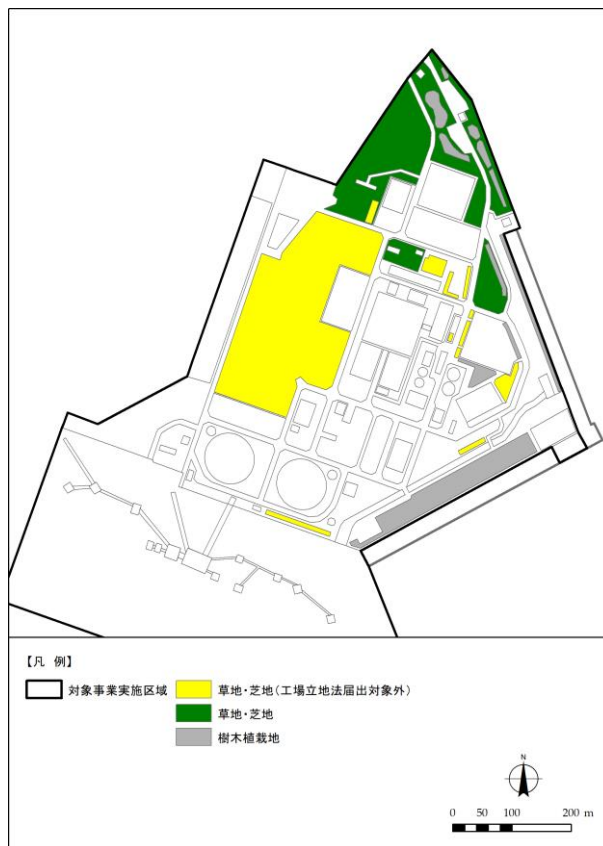 【凡 例】
対象事業実施区域
草地・芝地(工場立地法届出対象外)
草地・芝地
樹木植栽地
N
0 50 100 200 m